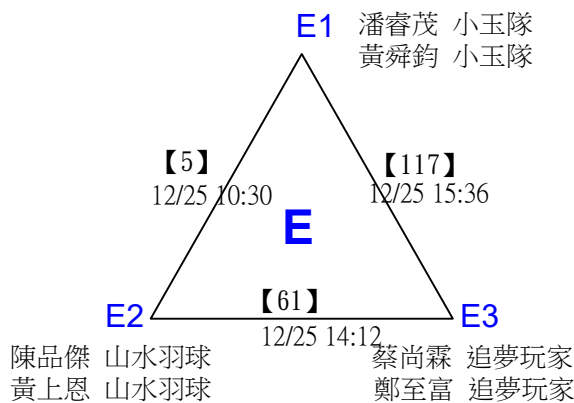 E1 潘睿茂 小玉隊
黃舜鈞 小玉隊
【5】 【117】
12/25 10:30 12/25 15:36
E
E2 【61】 E3
12/25 14:12
陳品傑 山水羽球 蔡尚霖 追夢玩家
黃上恩 山水羽球 鄭至富 追夢玩家